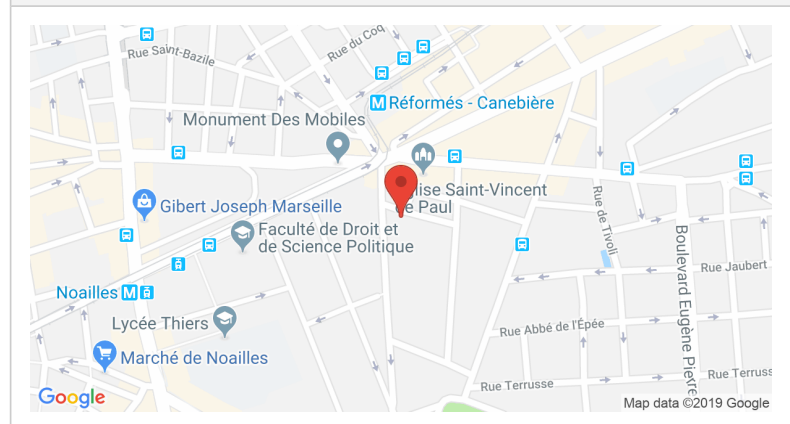 Rue Saint-Bazile
Rue du Coq
M Réformés - Canebière
Monument Des Mobiles
lise Saint-Vincent
de Paul
Gibert Joseph Marseille
Faculté de Droit et
de Science Politique
Rue de Tivoli
Boulevard Eugène Pierre
Rue Jaubert
Noailles M
Lycée Thiers
Rue Abbé de l'Épée
Marché de Noailles
Rue Terrusse
Rue Terruss
Google
Map data ©2019 Google